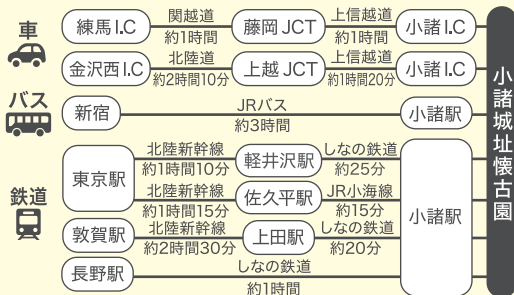 車
練馬I.C 関越道 約1時間 藤岡JCT 上信越道 約1時間 小諸I.C
金沢西I.C 北陸道 約2時間10分 上越JCT 上信越道 約1時間20分 小諸I.C
バス
新宿 JRバス 約3時間 小諸駅
鉄道
東京駅 北陸新幹線 約1時間10分 軽井沢駅 しなの鉄道 約25分
北陸新幹線 約1時間15分 佐久平駅 JR小海線 約15分
小諸駅
敦賀駅 北陸新幹線 約2時間30分 上田駅 しなの鉄道 約20分
長野駅 しなの鉄道 約1時間
小諸城址懐古園